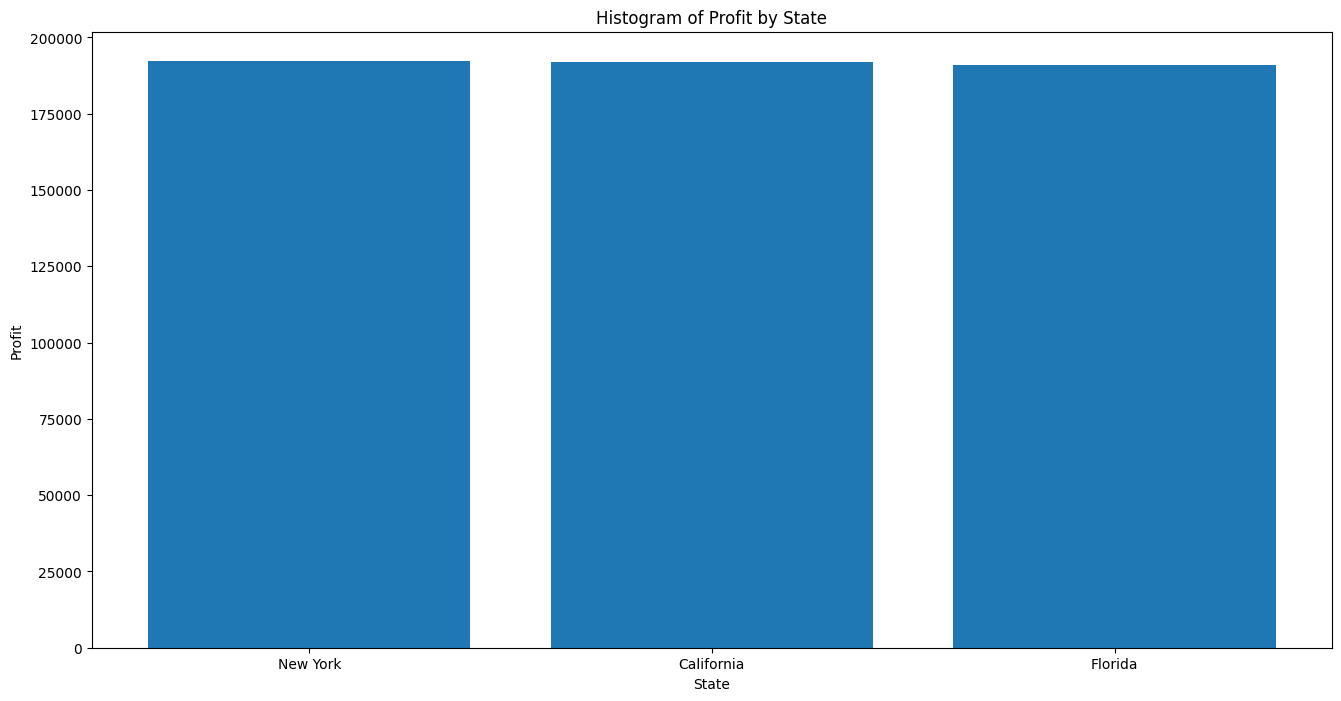 Histogram of Profit by State
200000
175000
150000
125000
100000
75000
50000
25000
0
Profit
New York California Florida
State